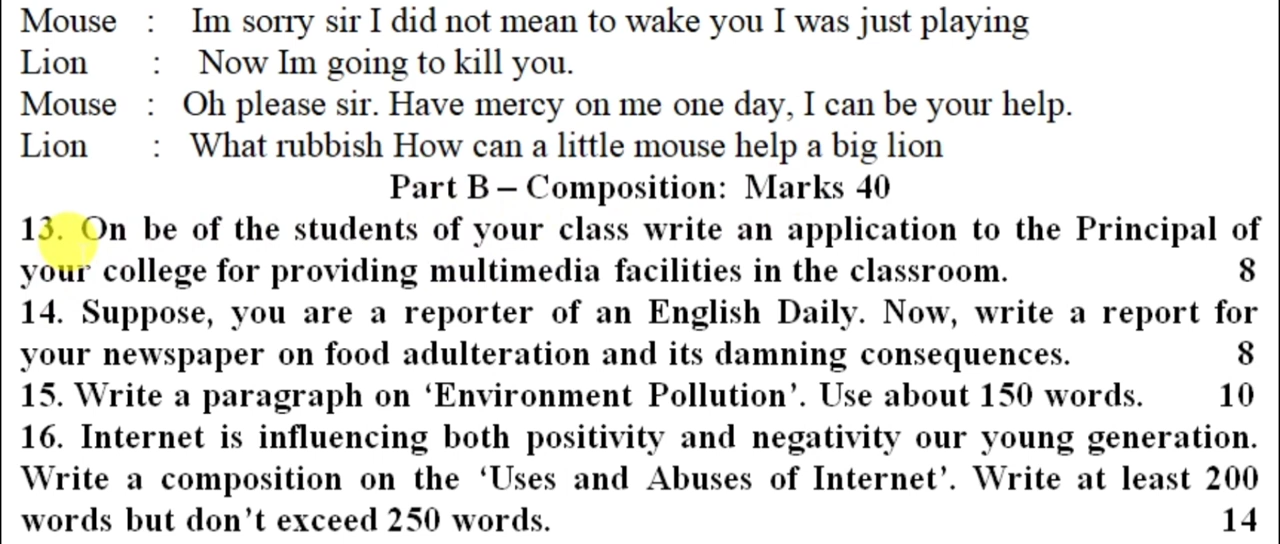 Mouse : Im sorry sir I did not mean to wake you I was just playing
Lion : Now Im going to kill you.
Mouse : Oh please sir. Have mercy on me one day, I can be your help.
Lion : What rubbish How can a little mouse help a big lion
Part B – Composition: Marks 40
13. On be of the students of your class write an application to the Principal of
your college for providing multimedia facilities in the classroom. 8
14. Suppose, you are a reporter of an English Daily. Now, write a report for
your newspaper on food adulteration and its damning consequences. 8
15. Write a paragraph on ‘Environment Pollution’. Use about 150 words. 10
16. Internet is influencing both positivity and negativity our young generation.
Write a composition on the ‘Uses and Abuses of Internet’. Write at least 200
words but don’t exceed 250 words. 14